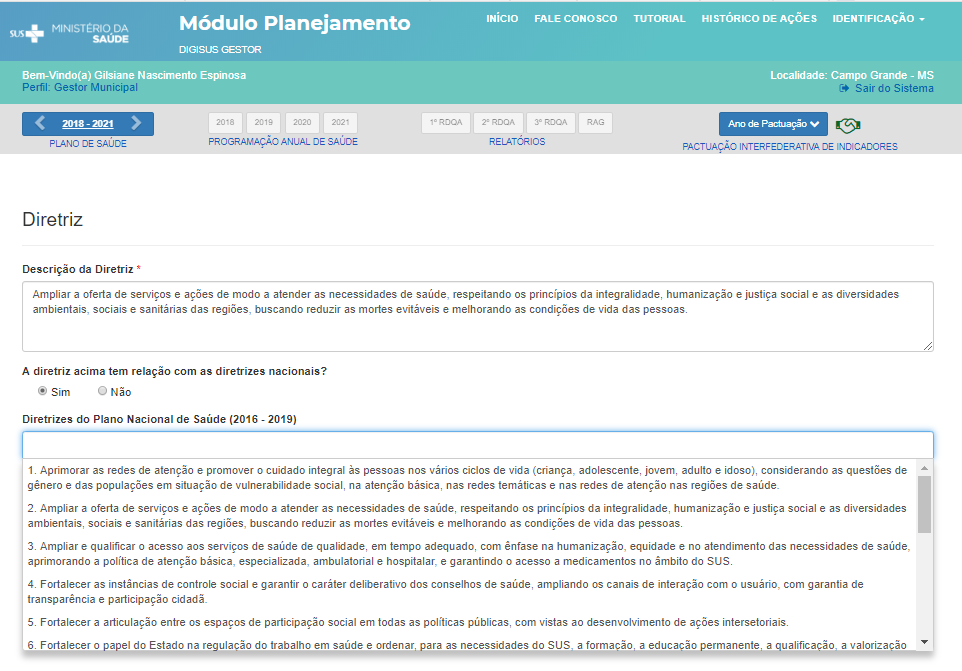 SUS MINISTÉRIO DA SAÚDE
Módulo Planejamento
DIGISUS GESTOR
INÍCIO FALE CONOSCO TUTORIAL HISTÓRICO DE AÇÕES IDENTIFICAÇÃO
Bem-Vindo(a) Gilsiane Nascimento Espinosa
Perfil: Gestor Municipal
Localidade: Campo Grande - MS
Sair do Sistema
2018 - 2021
PLANO DE SAÚDE
2018 2019 2020 2021
PROGRAMAÇÃO ANUAL DE SAÚDE
1º RDQA 2º RDQA 3º RDQA RAG
RELATÓRIOS
Ano de Pactuação
PACTUAÇÃO INTERFEDERATIVA DE INDICADORES
Diretriz
Descrição da Diretriz *
Ampliar a oferta de serviços e ações de modo a atender as necessidades de saúde, respeitando os princípios da integralidade, humanização e justiça social e as diversidades
ambientais, sociais e sanitárias das regiões, buscando reduzir as mortes evitáveis e melhorando as condições de vida das pessoas.
A diretriz acima tem relação com as diretrizes nacionais?
Sim Não
Diretrizes do Plano Nacional de Saúde (2016 - 2019)
1. Aprimorar as redes de atenção e promover o cuidado integral às pessoas nos vários ciclos de vida (criança, adolescente, jovem, adulto e idoso), considerando as questões de
gênero e das populações em situação de vulnerabilidade social, na atenção básica, nas redes temáticas e nas redes de atenção nas regiões de saúde.
2. Ampliar a oferta de serviços e ações de modo a atender as necessidades de saúde, respeitando os princípios da integralidade, humanização e justiça social e as diversidades
ambientais, sociais e sanitárias das regiões, buscando reduzir as mortes evitáveis e melhorando as condições de vida das pessoas.
3. Ampliar e qualificar o acesso aos serviços de saúde de qualidade, em tempo adequado, com ênfase na humanização, equidade e no atendimento das necessidades de saúde,
aprimorando a política de atenção básica, especializada, ambulatorial e hospitalar, e garantindo o acesso a medicamentos no âmbito do SUS.
4. Fortalecer as instâncias de controle social e garantir o caráter deliberativo dos conselhos de saúde, ampliando os canais de interação com o usuário, com garantia de
transparência e participação cidadã.
5. Fortalecer a articulação entre os espaços de participação social em todas as políticas públicas, com vistas ao desenvolvimento de ações intersetoriais.
6. Fortalecer o papel do Estado na regulação do trabalho em saúde e ordenar, para as necessidades do SUS, a formação, a educação permanente, a qualificação, a valorização